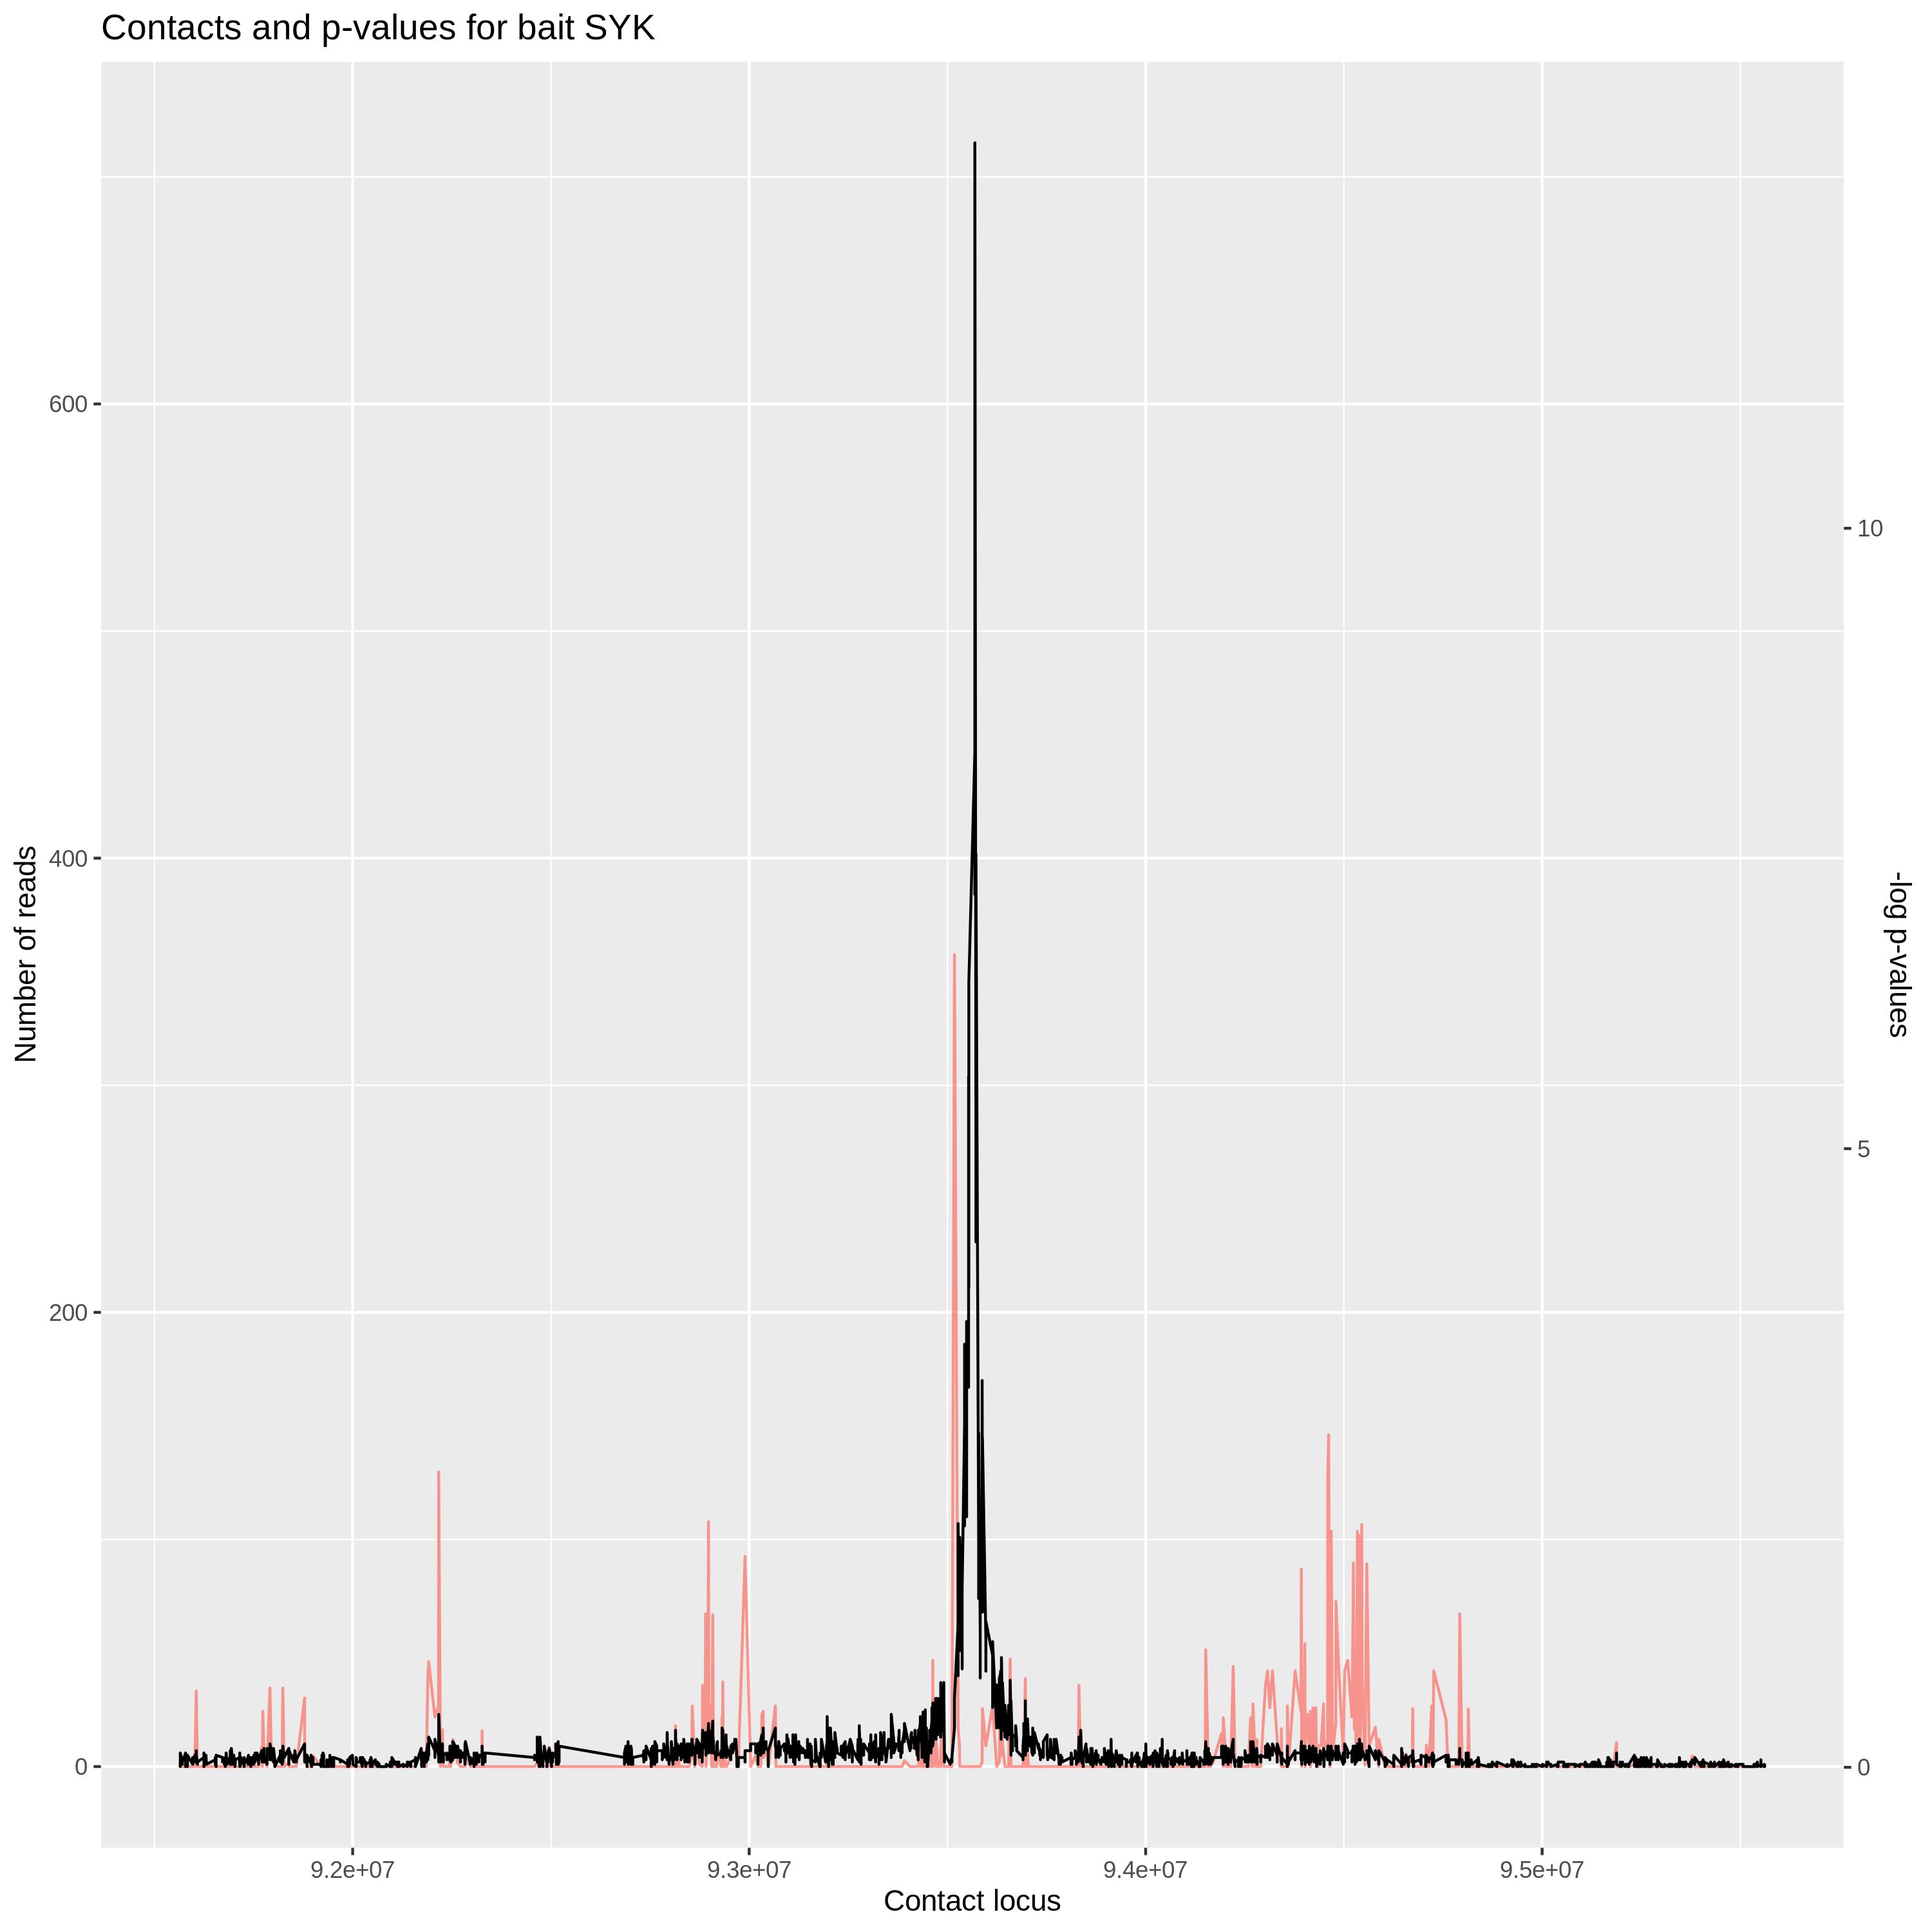 Contacts and p-values for bait SYK
Number of reads
600
400
200
0
10
5
0
-log p-values
9.2e+07
9.3e+07
9.4e+07
9.5e+07
Contact locus